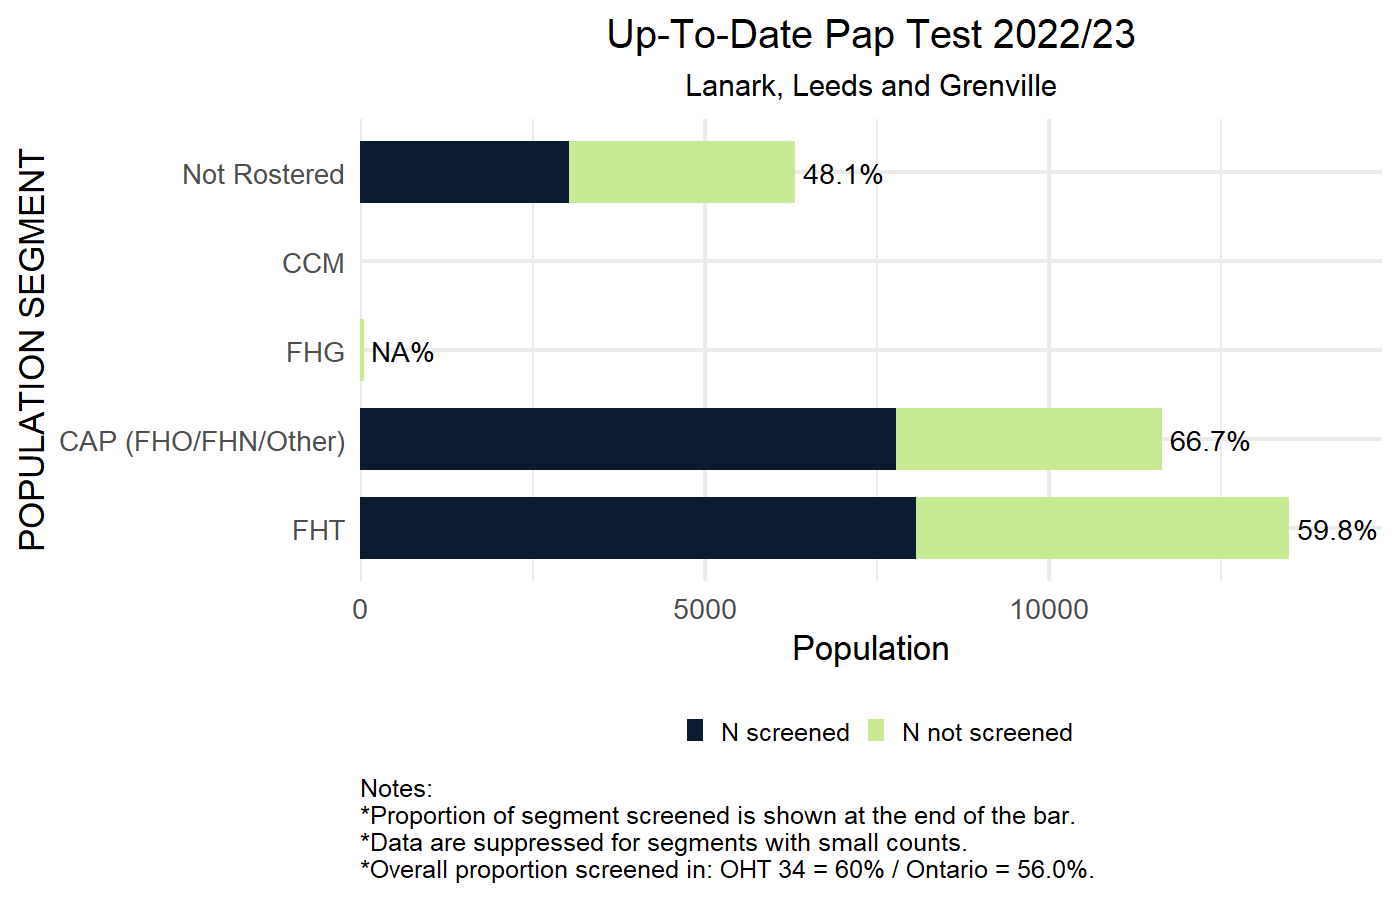 Up-To-Date Pap Test 2022/23
Lanark, Leeds and Grenville
POPULATION SEGMENT
Not Rostered
48.1%
CCM
FHG
NA%
CAP (FHO/FHN/Other)
66.7%
FHT
59.8%
0
5000
10000
Population
N screened
N not screened
Notes:
*Proportion of segment screened is shown at the end of the bar.
*Data are suppressed for segments with small counts.
*Overall proportion screened in: OHT 34 = 60% / Ontario = 56.0%.